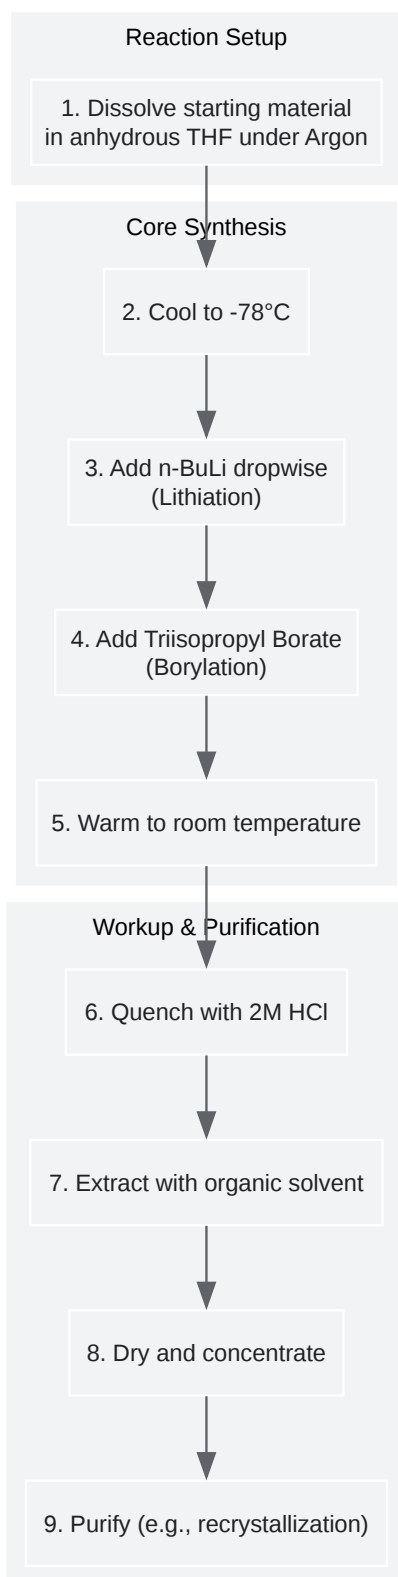 Reaction Setup
1. Dissolve starting material
in anhydrous THF under Argon
Core Synthesis
2. Cool to -78°C
3. Add n-BuLi dropwise
(Lithiation)
4. Add Triisopropyl Borate
(Borylation)
5. Warm to room temperature
Workup & Purification
6. Quench with 2M HCl
7. Extract with organic solvent
8. Dry and concentrate
9. Purify (e.g., recrystallization)